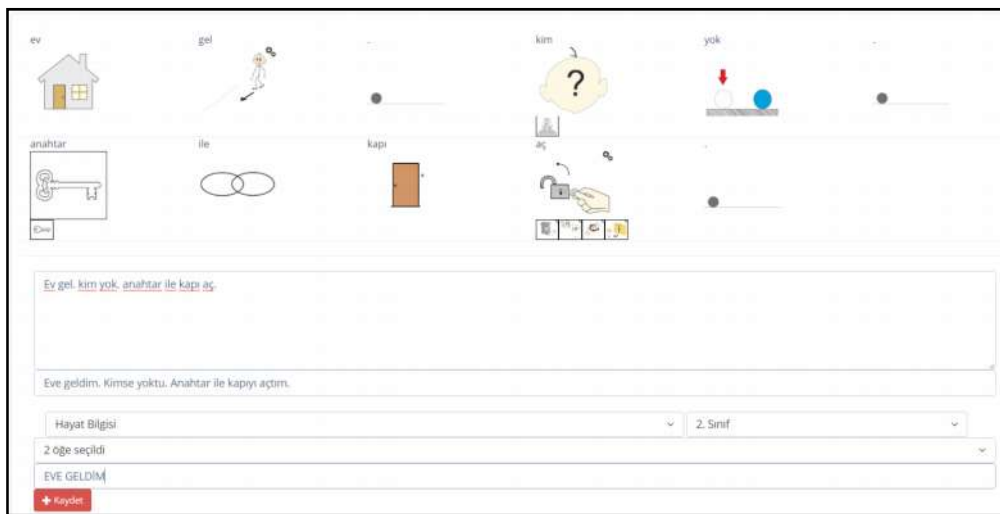 ev gel . kim yok .
?
anahtar ile kapı aç .
Ev gel. kim yok. anahtar ile kapı aç.
Eve geldim. Kimse yoktu. Anahtar ile kapıyı açtım.
Hayat Bilgisi 2. Sınıf
2 öğe seçildi
EVE GELDİM
+ Kaydet